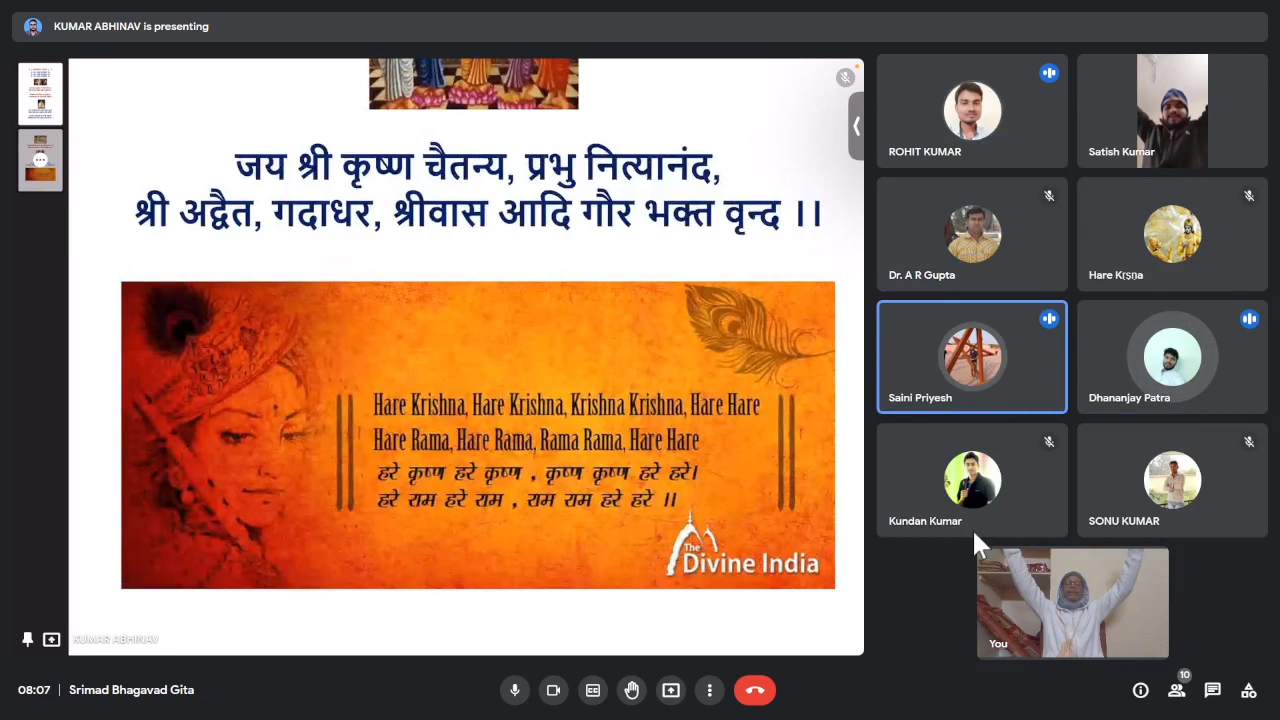 KUMAR ABHINAV is presenting
जय श्री कृष्ण चैतन्य, प्रभु नित्यानंद,
श्री अद्वैत, गदाधर, श्रीवास आदि गौर भक्त वृन्द ।।
Hare Krishna, Hare Krishna, Krishna Krishna, Hare Hare
Hare Rama, Hare Rama, Rama Rama, Hare Hare
हरे कृष्ण हरे कृष्ण , कृष्ण कृष्ण हरे हरे।
हरे राम हरे राम , राम राम हरे हरे ।।
The
Divine India
KUMAR ABHINAV
ROHIT KUMAR
Satish Kumar
Dr. A R Gupta
Hare Krṣna
Saini Priyesh
Dhananjay Patra
Kundan Kumar
SONU KUMAR
You
08:07 | Srimad Bhagavad Gita
10